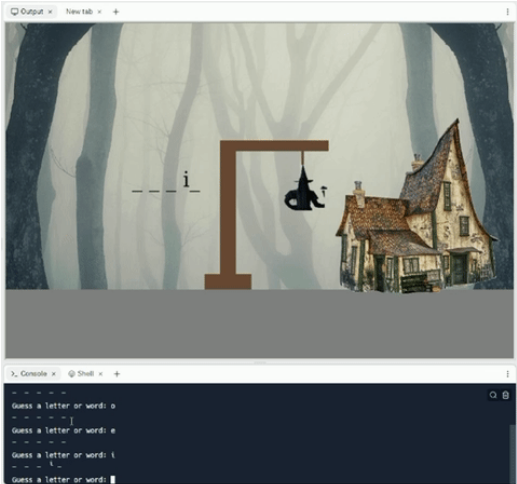 Output × New tab × +
_ _ _ i _
>_ Console × Shell × +
_ _ _ _ _
Guess a letter or word: o
_ _ _ _ _
Guess a letter or word: e
_ _ _ _ _
Guess a letter or word: i
_ _ _ i _
Guess a letter or word: